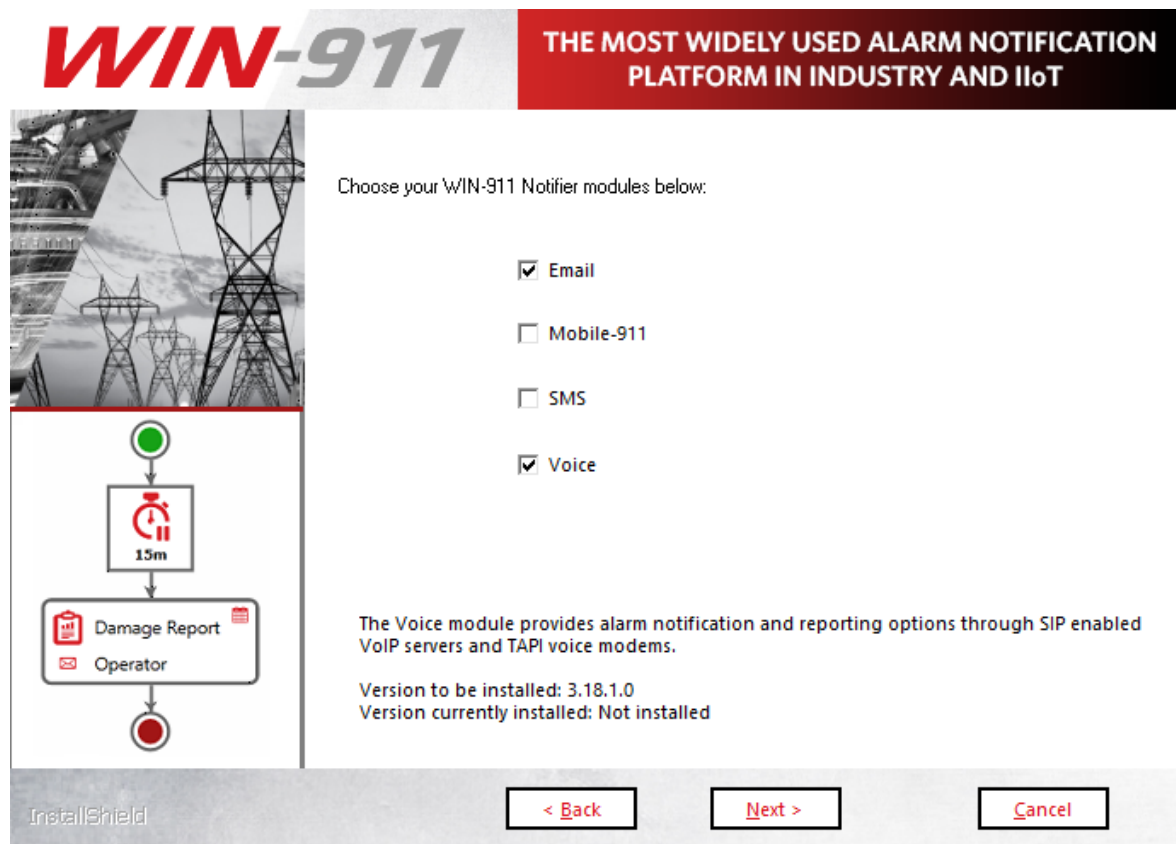 WIN-911
THE MOST WIDELY USED ALARM NOTIFICATION
PLATFORM IN INDUSTRY AND IIoT
Choose your WIN-911 Notifier modules below:
Email
Mobile-911
SMS
Voice
15m
Damage Report
Operator
The Voice module provides alarm notification and reporting options through SIP enabled
VoIP servers and TAPI voice modems.
Version to be installed: 3.18.1.0
Version currently installed: Not installed
InstallShield
< Back
Next >
Cancel